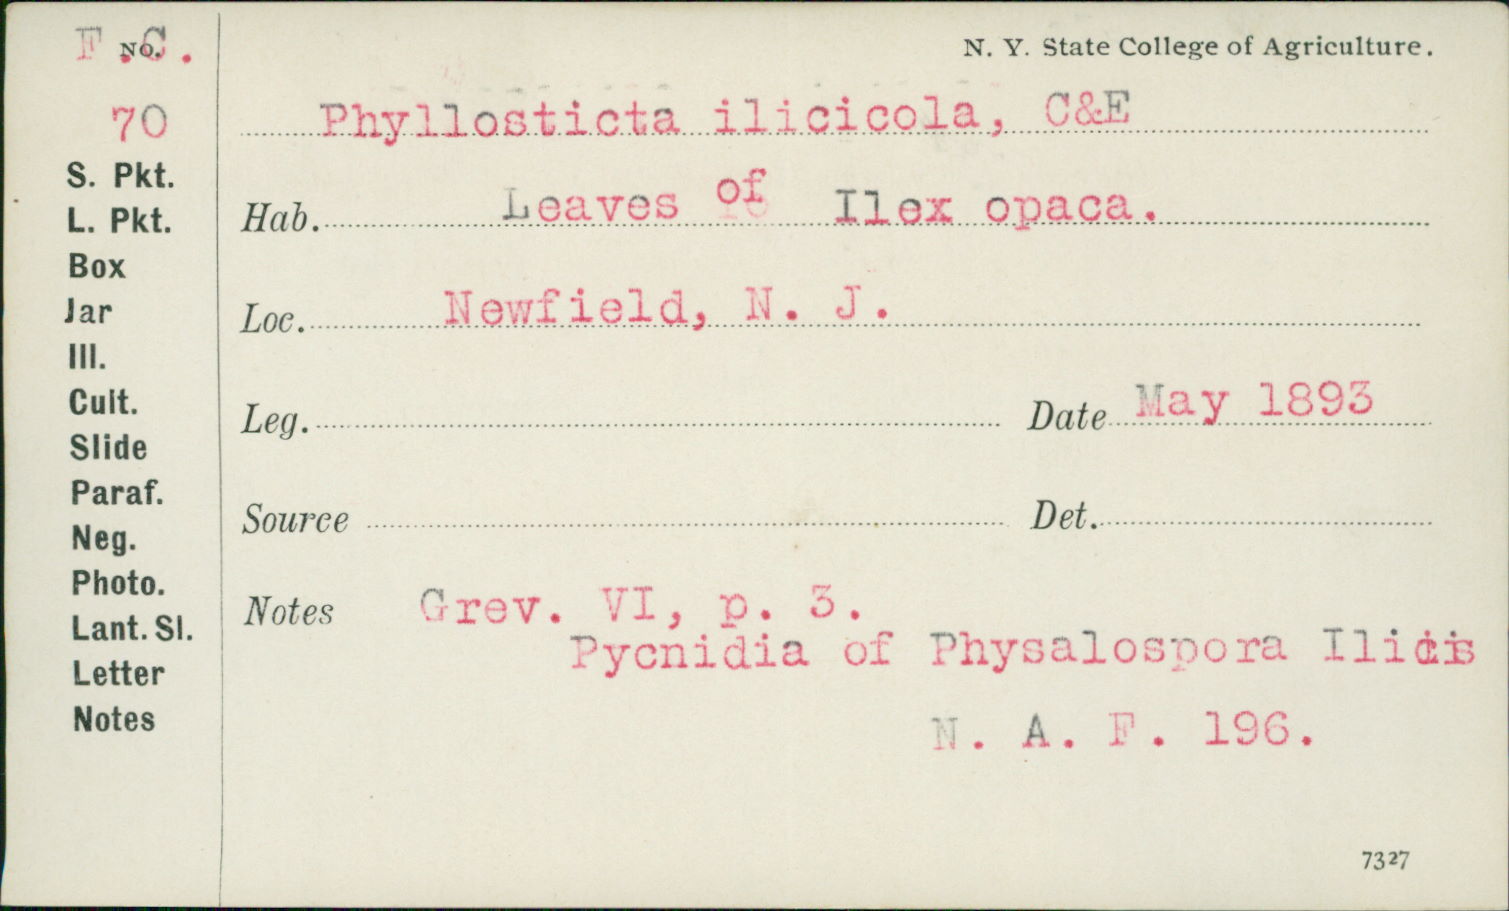 F.C.
No.
N. Y. State College of Agriculture.
70
Phyllosticta ilicicola, C&E
S. Pkt.
L. Pkt.
Box
Jar
Ill.
Cult.
Slide
Paraf.
Neg.
Photo.
Lant. Sl.
Letter
Notes
Hab. Leaves of Ilex opaca.
Loc. Newfield, N. J.
Leg. Date May 1893
Source Det.
Notes Grev. VI, p. 3.
Pycnidia of Physalospora Ilicis
N. A. F. 196.
7327